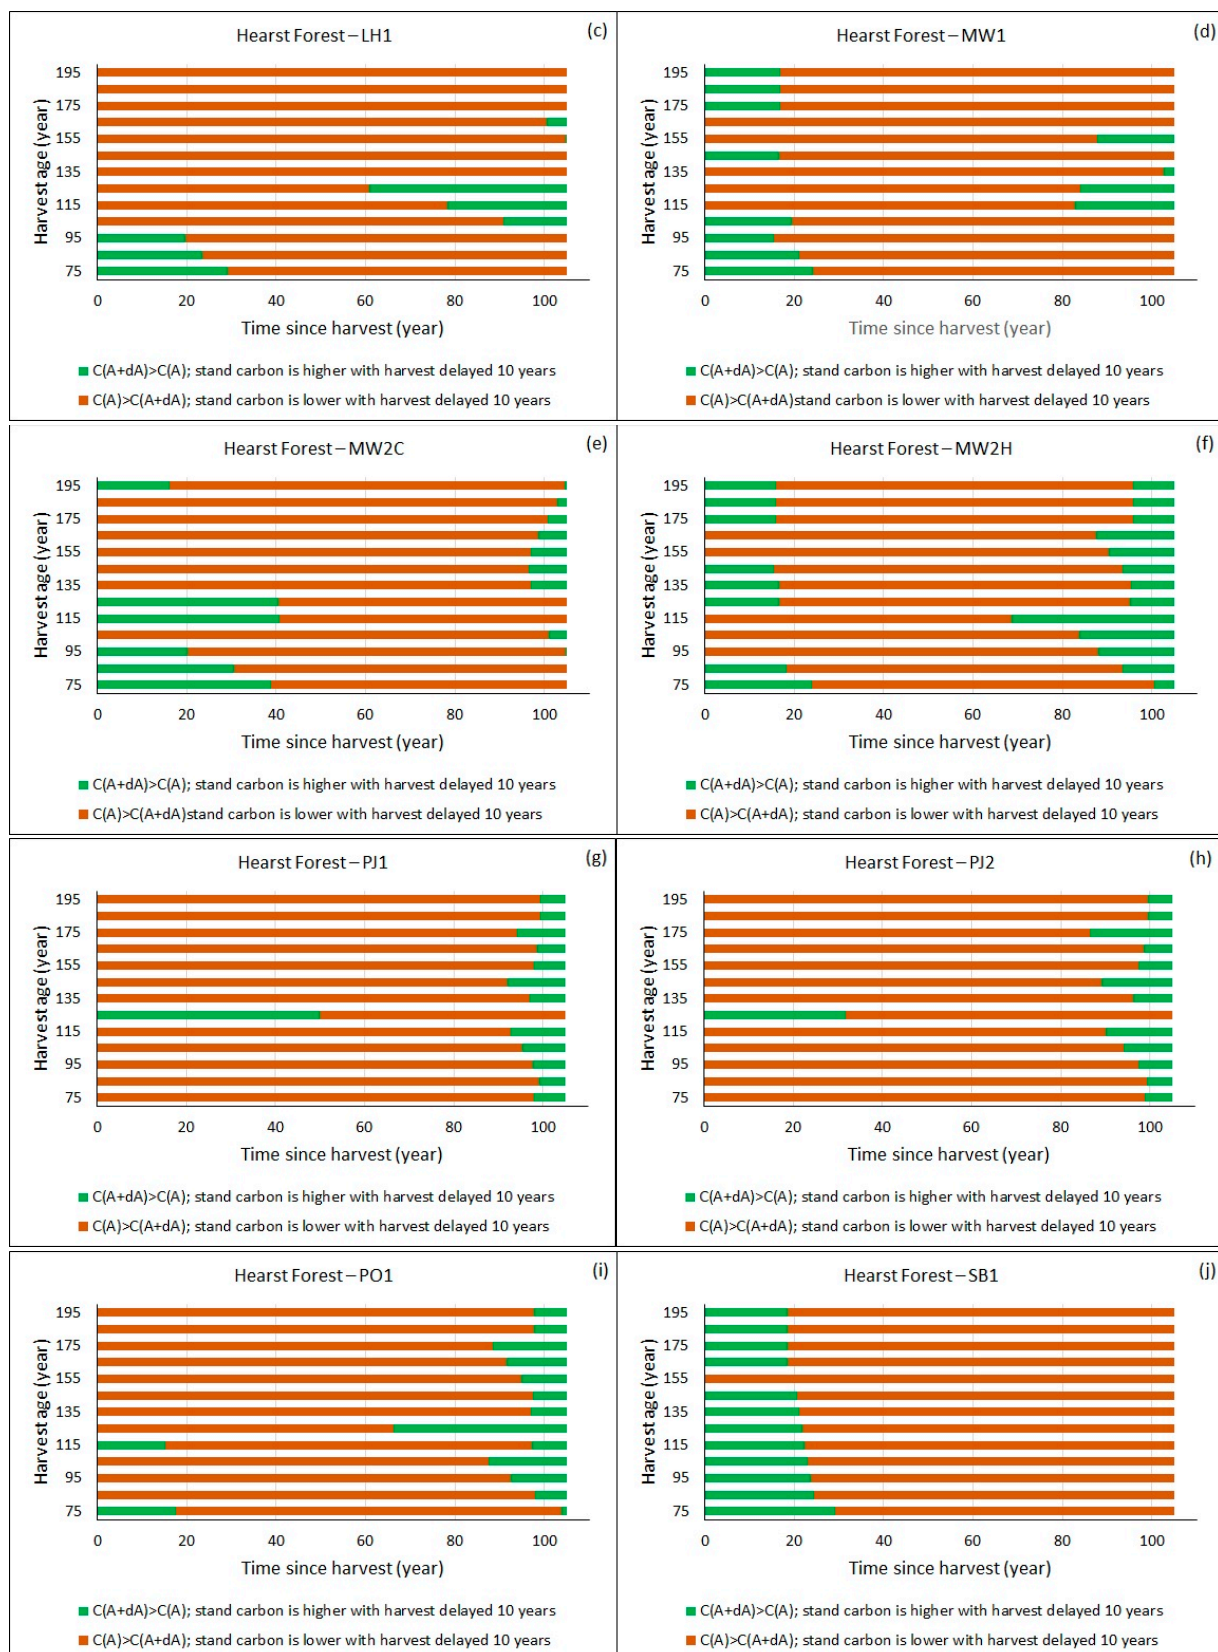 Hearst Forest – LH1
(c)
Harvest age (year)
195
175
155
135
115
95
75
0 20 40 60 80 100
Time since harvest (year)
C(A+dA)>C(A); stand carbon is higher with harvest delayed 10 years
C(A)>C(A+dA); stand carbon is lower with harvest delayed 10 years
Hearst Forest – MW1
(d)
Harvest age (year)
195
175
155
135
115
95
75
0 20 40 60 80 100
Time since harvest (year)
C(A+dA)>C(A); stand carbon is higher with harvest delayed 10 years
C(A)>C(A+dA)stand carbon is lower with harvest delayed 10 years
Hearst Forest – MW2C
(e)
Harvest age (year)
195
175
155
135
115
95
75
0 20 40 60 80 100
Time since harvest (year)
C(A+dA)>C(A); stand carbon is higher with harvest delayed 10 years
C(A)>C(A+dA)stand carbon is lower with harvest delayed 10 years
Hearst Forest – MW2H
(f)
Harvest age (year)
195
175
155
135
115
95
75
0 20 40 60 80 100
Time since harvest (year)
C(A+dA)>C(A); stand carbon is higher with harvest delayed 10 years
C(A)>C(A+dA); stand carbon is lower with harvest delayed 10 years
Hearst Forest – PJ1
(g)
Harvest age (year)
195
175
155
135
115
95
75
0 20 40 60 80 100
Time since harvest (year)
C(A+dA)>C(A); stand carbon is higher with harvest delayed 10 years
C(A)>C(A+dA); stand carbon is lower with harvest delayed 10 years
Hearst Forest – PJ2
(h)
Harvest age (year)
195
175
155
135
115
95
75
0 20 40 60 80 100
Time since harvest (year)
C(A+dA)>C(A); stand carbon is higher with harvest delayed 10 years
C(A)>C(A+dA); stand carbon is lower with harvest delayed 10 years
Hearst Forest – PO1
(i)
Harvest age (year)
195
175
155
135
115
95
75
0 20 40 60 80 100
Time since harvest (year)
C(A+dA)>C(A); stand carbon is higher with harvest delayed 10 years
C(A)>C(A+dA); stand carbon is lower with harvest delayed 10 years
Hearst Forest – SB1
(j)
Harvest age (year)
195
175
155
135
115
95
75
0 20 40 60 80 100
Time since harvest (year)
C(A+dA)>C(A); stand carbon is higher with harvest delayed 10 years
C(A)>C(A+dA); stand carbon is lower with harvest delayed 10 years